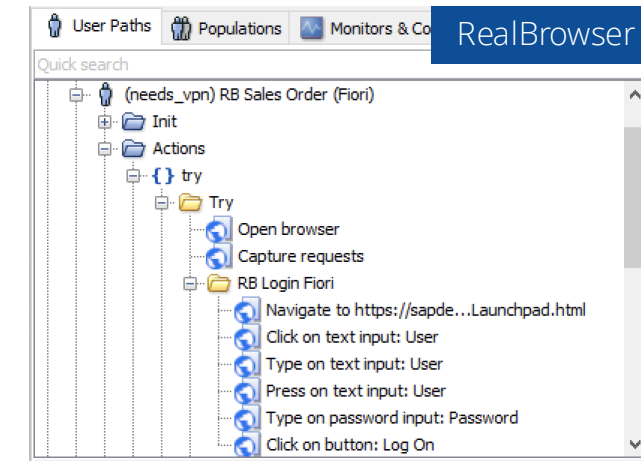 User Paths
Populations
Monitors & Co
RealBrowser
Quick search
(needs_vpn) RB Sales Order (Fiori)
Init
Actions
{} try
Try
Open browser
Capture requests
RB Login Fiori
Navigate to https://sapde...Launchpad.html
Click on text input: User
Type on text input: User
Press on text input: User
Type on password input: Password
Click on button: Log On